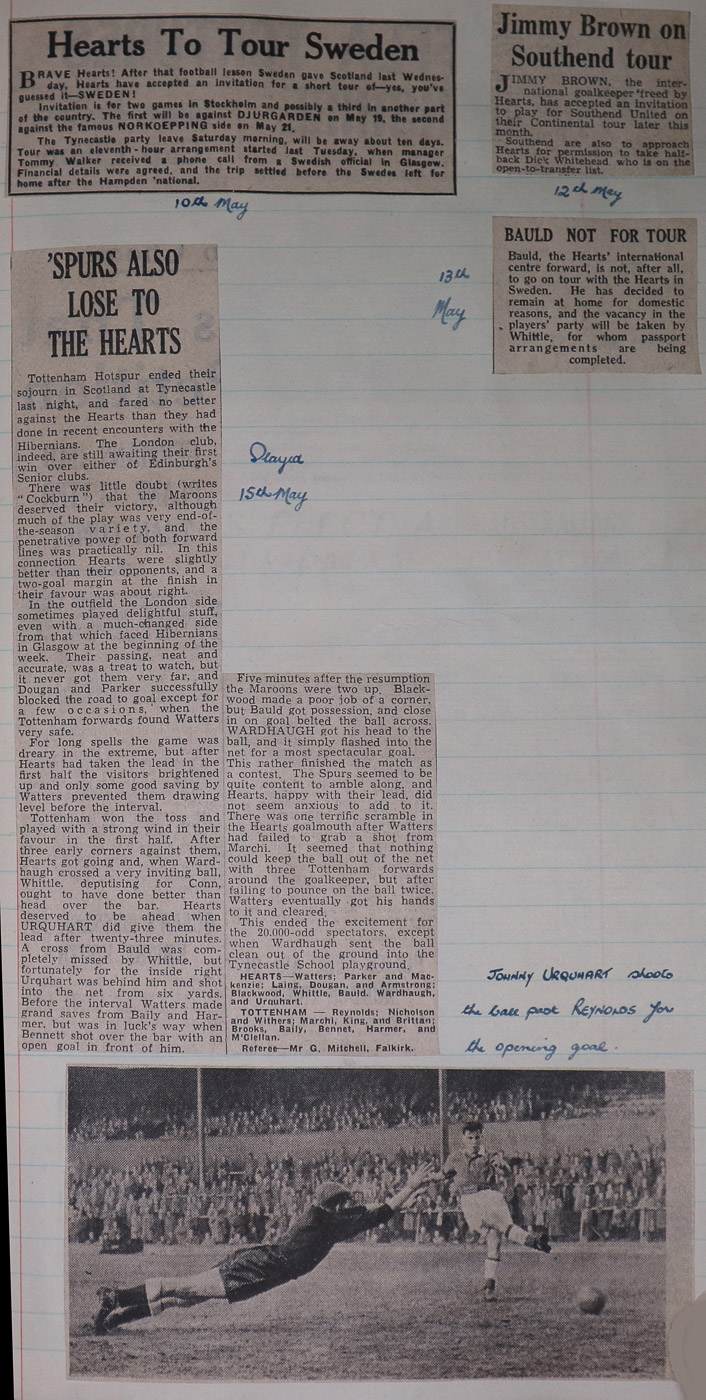 Hearts To Tour Sweden
BRAVE Hearts! After that football lesson Sweden gave Scotland last Wednes-
day, Hearts have accepted an invitation for a short tour of—yes, you've
guessed it—SWEDEN!
Invitation is for two games in Stockholm and possibly a third in another part
of the country. The first will be against DJURGARDEN on May 19, the second
against the famous NORKOEPPING side on May 21.
The Tynecastle party leave Saturday morning, will be away about ten days.
Tour was an eleventh-hour arrangement started last Tuesday, when manager
Tommy Walker received a phone call from a Swedish official in Glasgow.
Financial details were agreed, and the trip settled before the Swedes left for
home after the Hampden 'national.
10th May
Jimmy Brown on
Southend tour
JIMMY BROWN, the inter-
national goalkeeper freed by
Hearts, has accepted an invitation
to play for Southend United on
their Continental tour later this
month.
Southend are also to approach
Hearts for permission to take half-
back Dick Whitehead who is on the
open-to-transfer list.
12th May
BAULD NOT FOR TOUR
Bauld, the Hearts' international
centre forward, is not, after all,
to go on tour with the Hearts in
Sweden. He has decided to
remain at home for domestic
reasons, and the vacancy in the
players' party will be taken by
Whittle, for whom passport
arrangements are being
completed.
13th
May
'SPURS ALSO
LOSE TO
THE HEARTS
Tottenham Hotspur ended their
sojourn in Scotland at Tynecastle
last night, and fared no better
against the Hearts than they had
done in recent encounters with the
Hibernians. The London club,
indeed, are still awaiting their first
win over either of Edinburgh's
Senior clubs.
There was little doubt (writes
"Cockburn") that the Maroons
deserved their victory, although
much of the play was very end-of-
the-season variety, and the
penetrative power of both forward
lines was practically nil. In this
connection Hearts were slightly
better than their opponents, and a
two-goal margin at the finish in
their favour was about right.
In the outfield the London side
sometimes played delightful stuff,
even with a much-changed side
from that which faced Hibernians
in Glasgow at the beginning of the
week. Their passing, neat and
accurate, was a treat to watch, but
it never got them very far, and
Dougan and Parker successfully
blocked the road to goal except for
a few occasions, when the
Tottenham forwards found Watters
very safe.
For long spells the game was
dreary in the extreme, but after
Hearts had taken the lead in the
first half the visitors brightened
up and only some good saving by
Watters prevented them drawing
level before the interval.
Tottenham won the toss and
played with a strong wind in their
favour in the first half. After
three early corners against them,
Hearts got going and, when Ward-
haugh crossed a very inviting ball,
Whittle, deputising for Conn,
ought to have done better than
head over the bar. Hearts
deserved to be ahead when
URQUHART did give them the
lead after twenty-three minutes.
A cross from Bauld was com-
pletely missed by Whittle, but
fortunately for the inside right
Urquhart was behind him and shot
into the net from six yards.
Before the interval Watters made
grand saves from Baily and Har-
mer, but was in luck's way when
Bennett shot over the bar with an
open goal in front of him.
Played
15th May
Five minutes after the resumption
the Maroons were two up. Black-
wood made a poor job of a corner,
but Bauld got possession, and close
in on goal belted the ball across.
WARDHAUGH got his head to the
ball, and it simply flashed into the
net for a most spectacular goal.
This rather finished the match as
a contest. The Spurs seemed to be
quite content to amble along, and
Hearts, happy with their lead, did
not seem anxious to add to it.
There was one terrific scramble in
the Hearts goalmouth after Watters
had failed to grab a shot from
Marchi. It seemed that nothing
could keep the ball out of the net
with three Tottenham forwards
around the goalkeeper, but after
failing to pounce on the ball twice,
Watters eventually got his hands
to it and cleared.
This ended the excitement for
the 20,000-odd spectators, except
when Wardhaugh sent the ball
clean out of the ground into the
Tynecastle School playground.
HEARTS—Watters; Parker and Mac-
kenzie; Laing, Dougan, and Armstrong;
Blackwood, Whittle, Bauld, Wardhaugh,
and Urquhart.
TOTTENHAM — Reynolds; Nicholson
and Withers; Marchi, King, and Brittan;
Brooks, Baily, Bennet, Harmer, and
M'Clellan.
Referee—Mr G. Mitchell, Falkirk.
JOHNNY URQUHART shoots
the ball past REYNOLDS for
the opening goal.